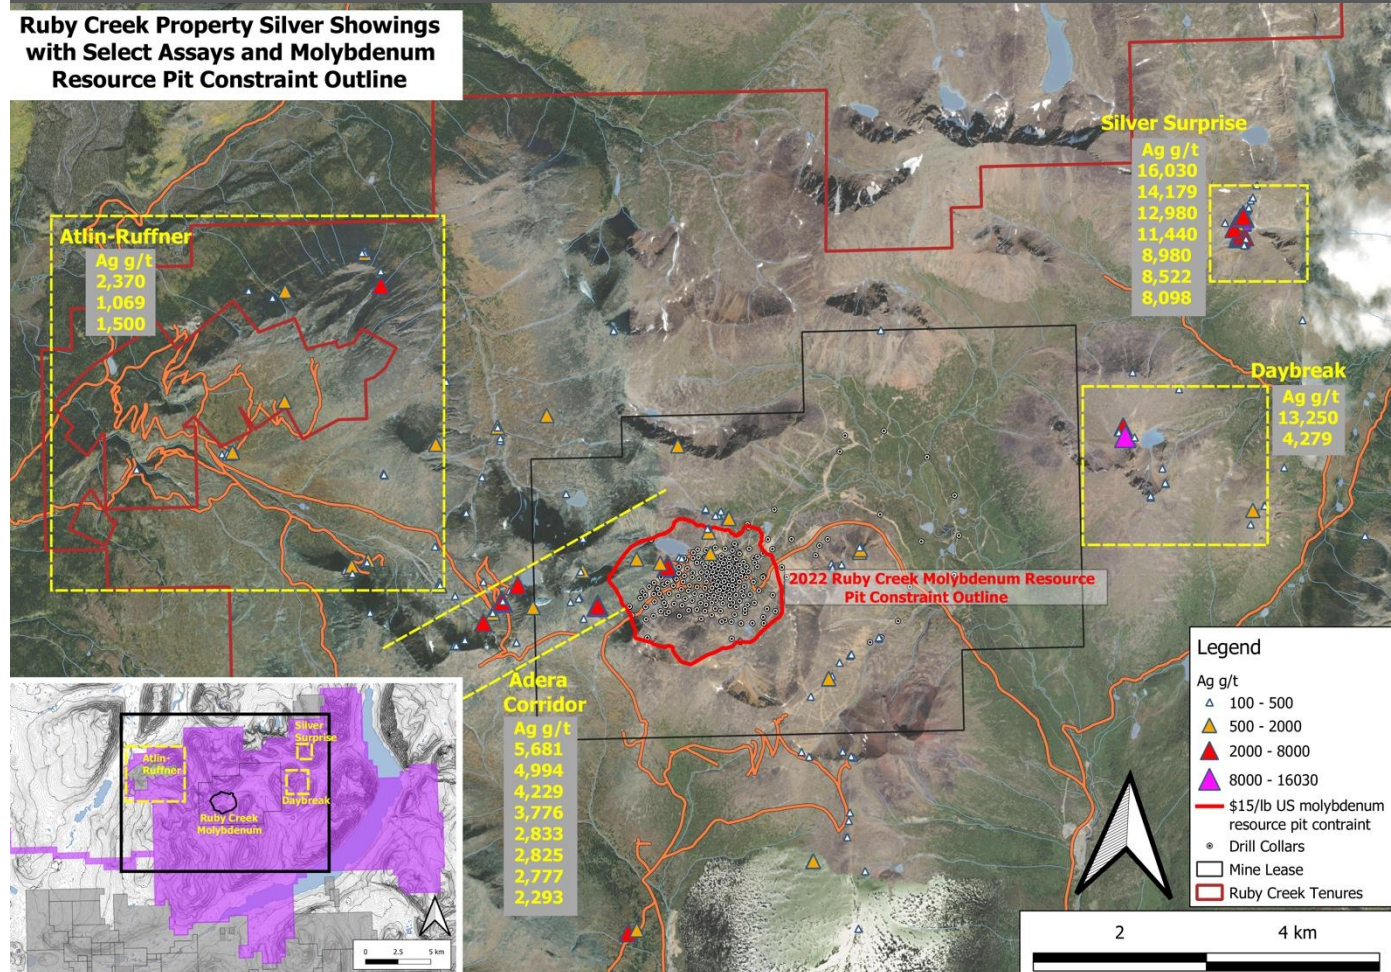 Ruby Creek Property Silver Showings
with Select Assays and Molybdenum
Resource Pit Constraint Outline
Silver Surprise
Ag g/t
16,030
14,179
12,980
11,440
8,980
8,522
8,098
Atlin-Ruffner
Ag g/t
2,370
1,069
1,500
Daybreak
Ag g/t
13,250
4,279
2022 Ruby Creek Molybdenum Resource
Pit Constraint Outline
Adera
Corridor
Ag g/t
5,681
4,994
4,229
3,776
2,833
2,825
2,777
2,293
Legend
Ag g/t
100 - 500
500 - 2000
2000 - 8000
8000 - 16030
$15/lb US molybdenum
resource pit contraint
Drill Collars
Mine Lease
Ruby Creek Tenures
2 4 km
Silver
Surprise
Atlin-
Ruffner
Daybreak
Ruby Creek
Molybdenum
0 2.5 5 km